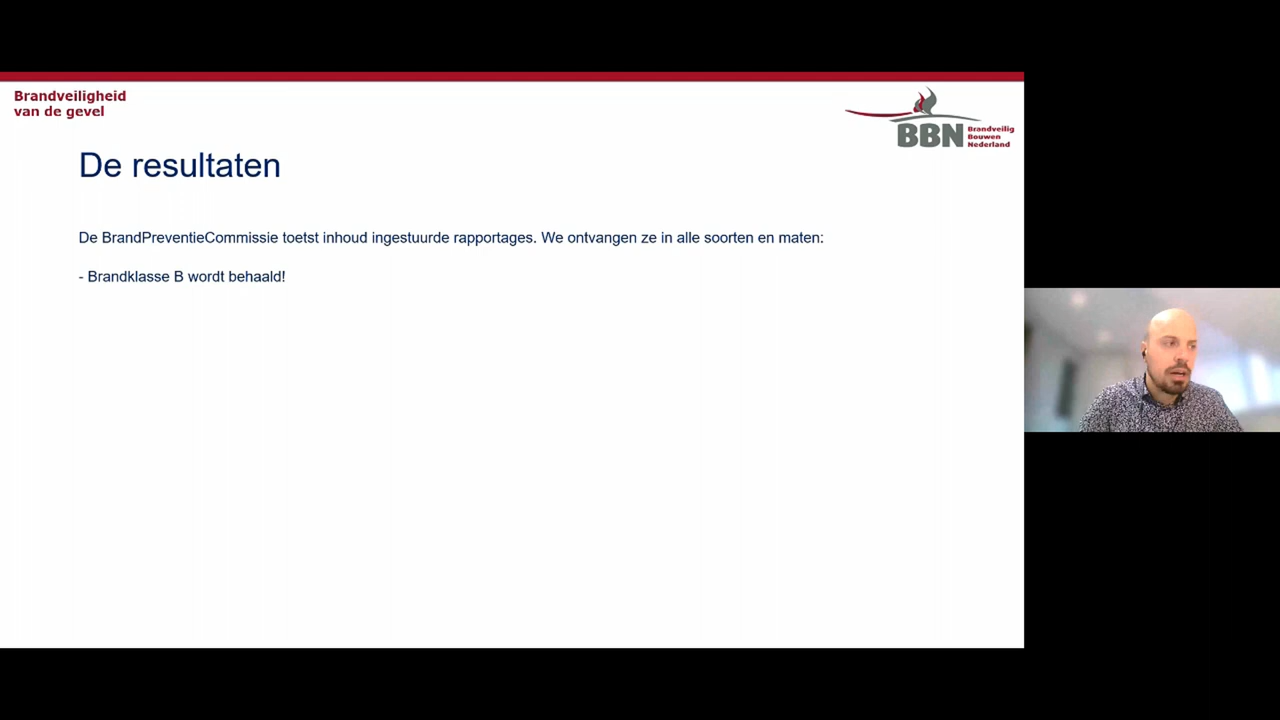 Brandveiligheid
van de gevel
BBN
Brandveilig
Bouwen
Nederland
De resultaten
De BrandPreventieCommissie toetst inhoud ingestuurde rapportages. We ontvangen ze in alle soorten en maten:
- Brandklasse B wordt behaald!